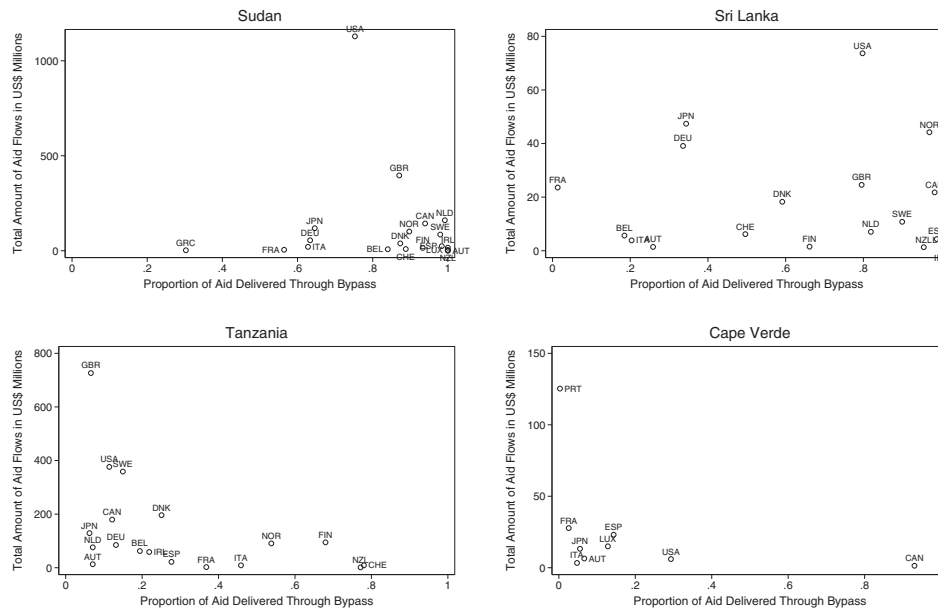 Sudan
Total Amount of Aid Flows in US$ Millions
1000
500
0
USA
GBR
NLD
CAN
JPN
NOR
SWE
DEU
DNK
FIN
IRL
GRC
FRA
ITA
BEL
ESP
LUX
AUT
CHE
NZL
0 .2 .4 .6 .8 1
Proportion of Aid Delivered Through Bypass
Sri Lanka
Total Amount of Aid Flows in US$ Millions
80
60
40
20
0
USA
JPN
NOR
DEU
FRA
GBR
CA
DNK
SWE
BEL
CHE
NLD
ITA
AUT
FIN
NZL
ES
0 .2 .4 .6 .8
Proportion of Aid Delivered Through Bypass
Tanzania
Total Amount of Aid Flows in US$ Millions
800
600
400
200
0
GBR
USA
SWE
CAN
DNK
JPN
NLD
DEU
BEL
NOR
FIN
AUT
IRL
ESP
FRA
ITA
NZL
CHE
0 .2 .4 .6 .8 1
Proportion of Aid Delivered Through Bypass
Cape Verde
Total Amount of Aid Flows in US$ Millions
150
100
50
0
PRT
FRA
ESP
JPN
LUX
ITA
AUT
USA
CAN
0 .2 .4 .6 .8
Proportion of Aid Delivered Through Bypass